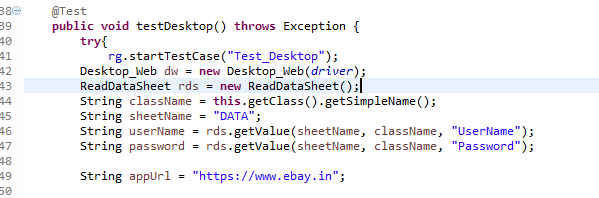 38 @Test
39 public void testDesktop() throws Exception {
40 try{
41 rg.startTestCase("Test_Desktop");
42 Desktop_Web dw = new Desktop_Web(driver);
43 ReadDataSheet rds = new ReadDataSheet();
44 String className = this.getClass().getSimpleName();
45 String sheetName = "DATA";
46 String userName = rds.getValue(sheetName, className, "UserName");
47 String password = rds.getValue(sheetName, className, "Password");
48
49 String appUrl = "https://www.ebay.in";
50